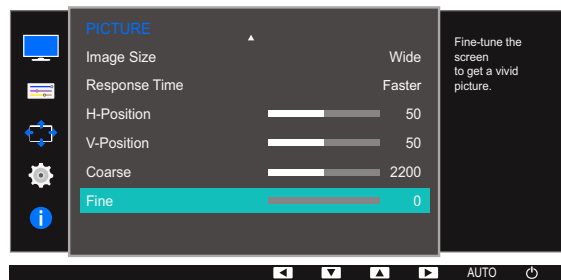 PICTURE
Image Size Wide
Response Time Faster
H-Position 50
V-Position 50
Coarse 2200
Fine 0
Fine-tune the
screen
to get a vivid
picture.
AUTO